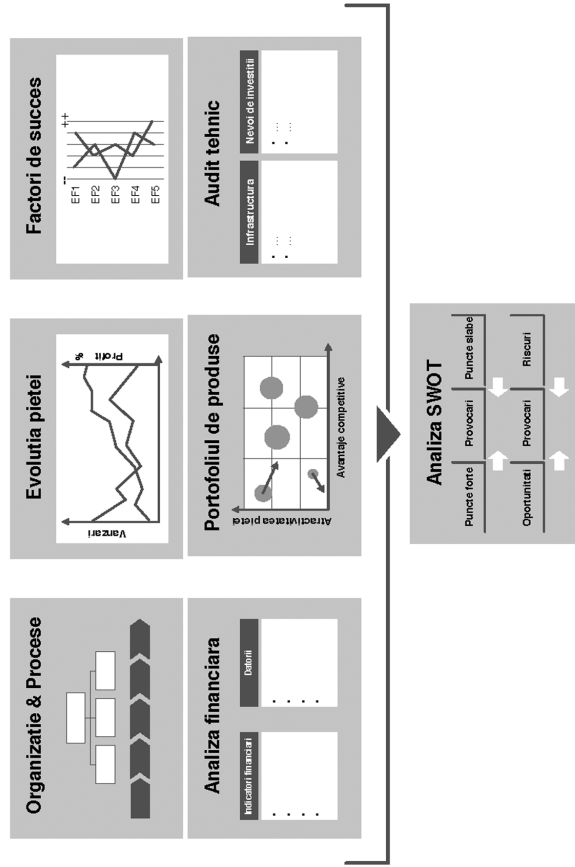 Organizatie & Procese
Evolutia pietei
Vanzari
Profit %
Factori de succes
-- ++
EF1
EF2
EF3
EF4
EF5
Analiza financiara
Indicatori financiari
Datorii
Portofoliul de produse
Atractivitatea pietei
Avantaje competitive
Audit tehnic
Infrastructura
...
...
Nevoi de investitii
...
...
Analiza SWOT
Puncte forte Provocari Puncte slabe
Oportunitati Provocari Riscuri